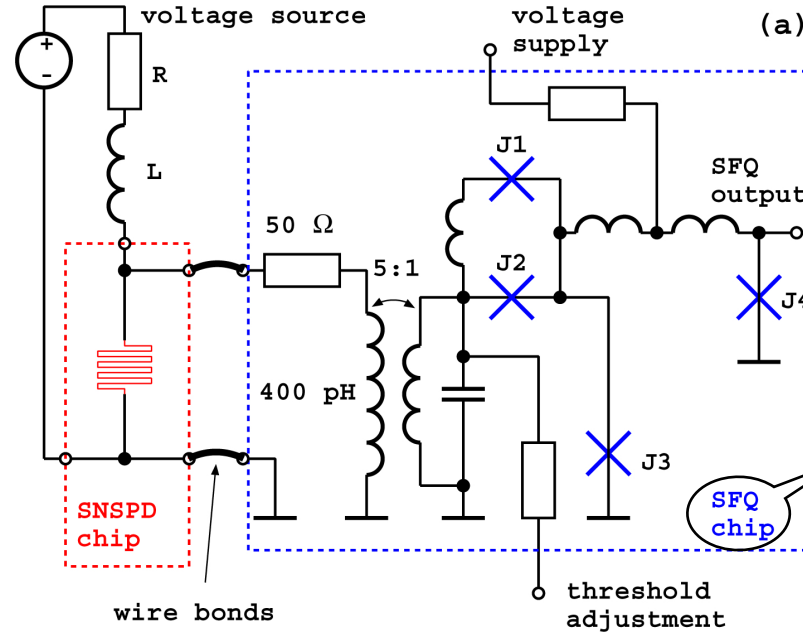 voltage source
voltage
supply
(a)
+
-
R
L
J1
SFQ
output
50 Ω
5:1
J2
J4
400 pH
J3
SNSPD
chip
SFQ
chip
wire bonds
threshold
adjustment